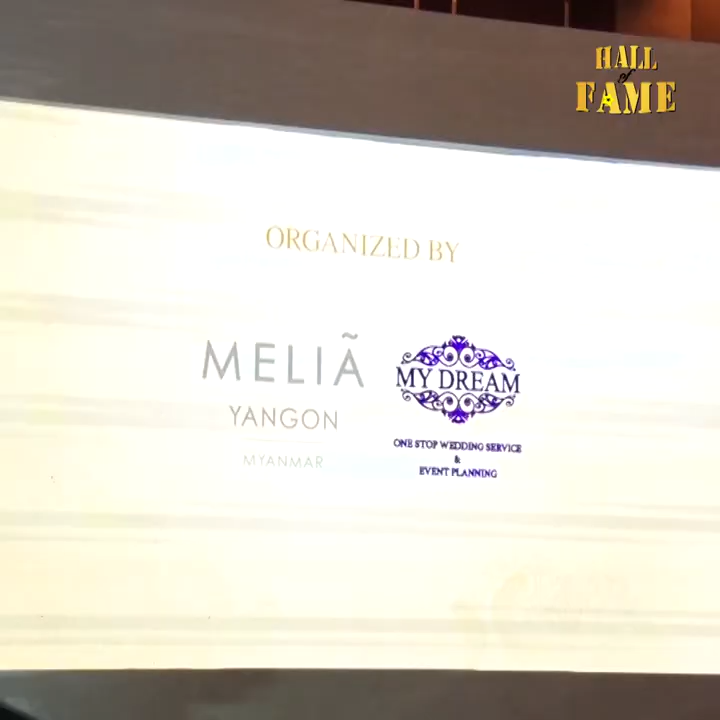 HALL
of
FAME
ORGANIZED BY
MELIÃ
YANGON
MYANMAR
MY DREAM
ONE STOP WEDDING SERVICE
&
EVENT PLANNING